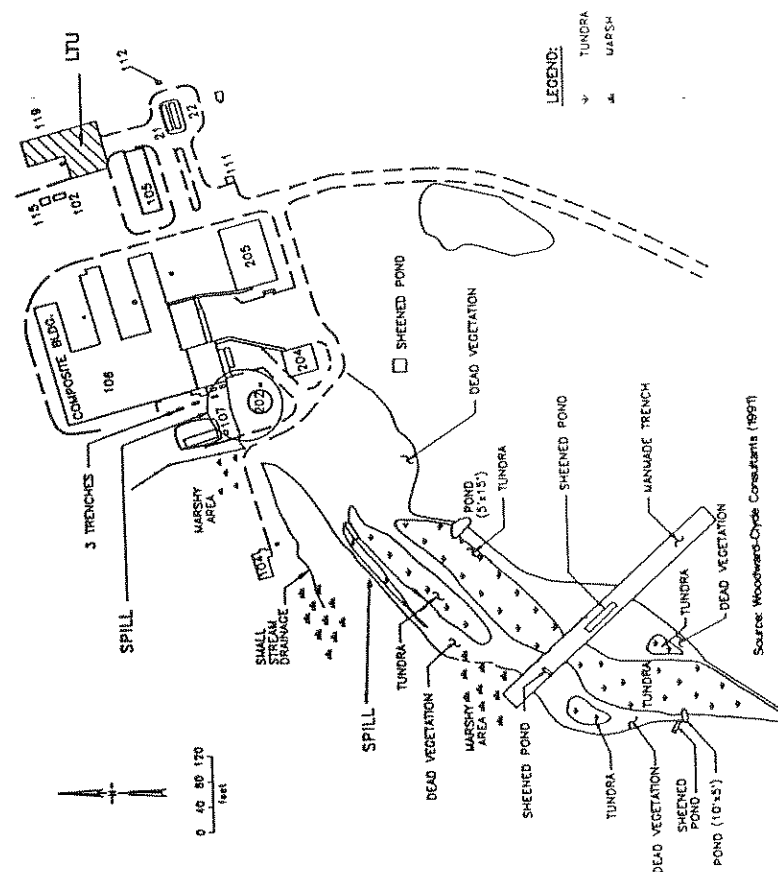 LTU
119
112
115
102
105
21
22
111
COMPOSITE BLDG.
106
205
3 TRENCHES
SPILL
107
202
204
MARSHY
AREA
104
SMALL
STREAM
DRAINAGE
SHEENED POND
DEAD VEGETATION
SPILL
TUNDRA
DEAD VEGETATION
MARSHY
AREA
SHEENED POND
TUNDRA
DEAD VEGETATION
SHEENED
POND
POND (10'x5')
POND
(5'x15')
TUNDRA
SHEENED POND
MANMADE TRENCH
TUNDRA
TUNDRA
DEAD VEGETATION
LEGEND:
TUNDRA
MARSH
0 40 80 120
feet
Source: Woodward-Clyde Consultants (1991)